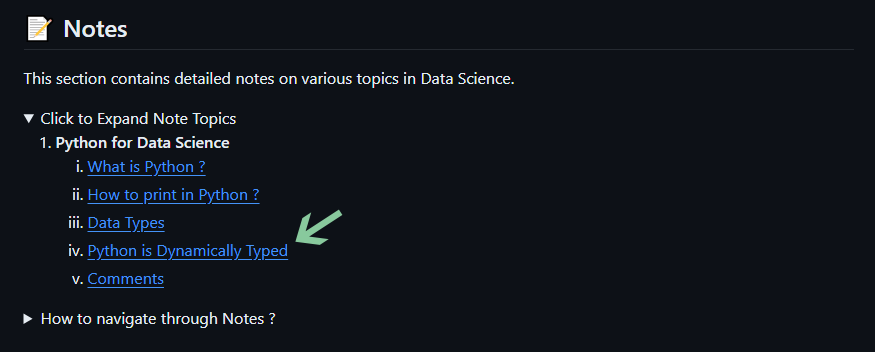 Notes
This section contains detailed notes on various topics in Data Science.
Click to Expand Note Topics
1. Python for Data Science
i. What is Python ?
ii. How to print in Python ?
iii. Data Types
iv. Python is Dynamically Typed
v. Comments
How to navigate through Notes ?